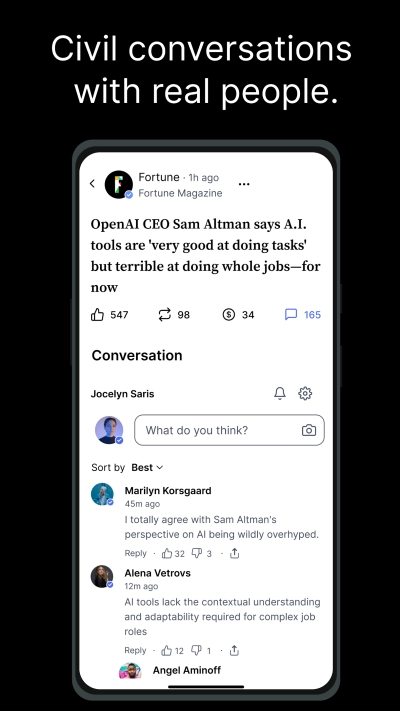 Civil conversations
with real people.
Fortune · 1h ago
Fortune Magazine
OpenAI CEO Sam Altman says A.I.
tools are 'very good at doing tasks'
but terrible at doing whole jobs—for
now
547 98 34 165
Conversation
Jocelyn Saris
What do you think?
Sort by Best
Marilyn Korsgaard
45m ago
I totally agree with Sam Altman's
perspective on AI being wildly overhyped.
Reply · 32 3 ·
Alena Vetrovs
12m ago
AI tools lack the contextual understanding
and adaptability required for complex job
roles
Reply · 12 1 ·
Angel Aminoff